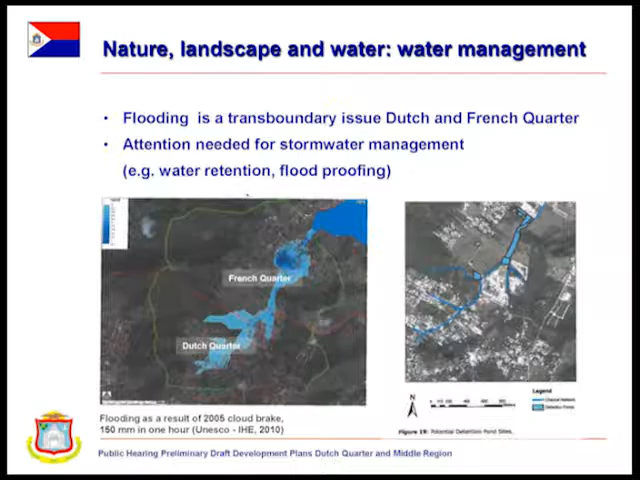 Nature, landscape and water: water management
• Flooding is a transboundary issue Dutch and French Quarter
• Attention needed for stormwater management
(e.g. water retention, flood proofing)
French Quarter
Dutch Quarter
Flooding as a result of 2005 cloud brake,
150 mm in one hour (Unesco - IHE, 2010)
N
Legend
Channel Network
Detention Ponds
Figure 19: Potential Detention Pond Sites.
Public Hearing Preliminary Draft Development Plans Dutch Quarter and Middle Region